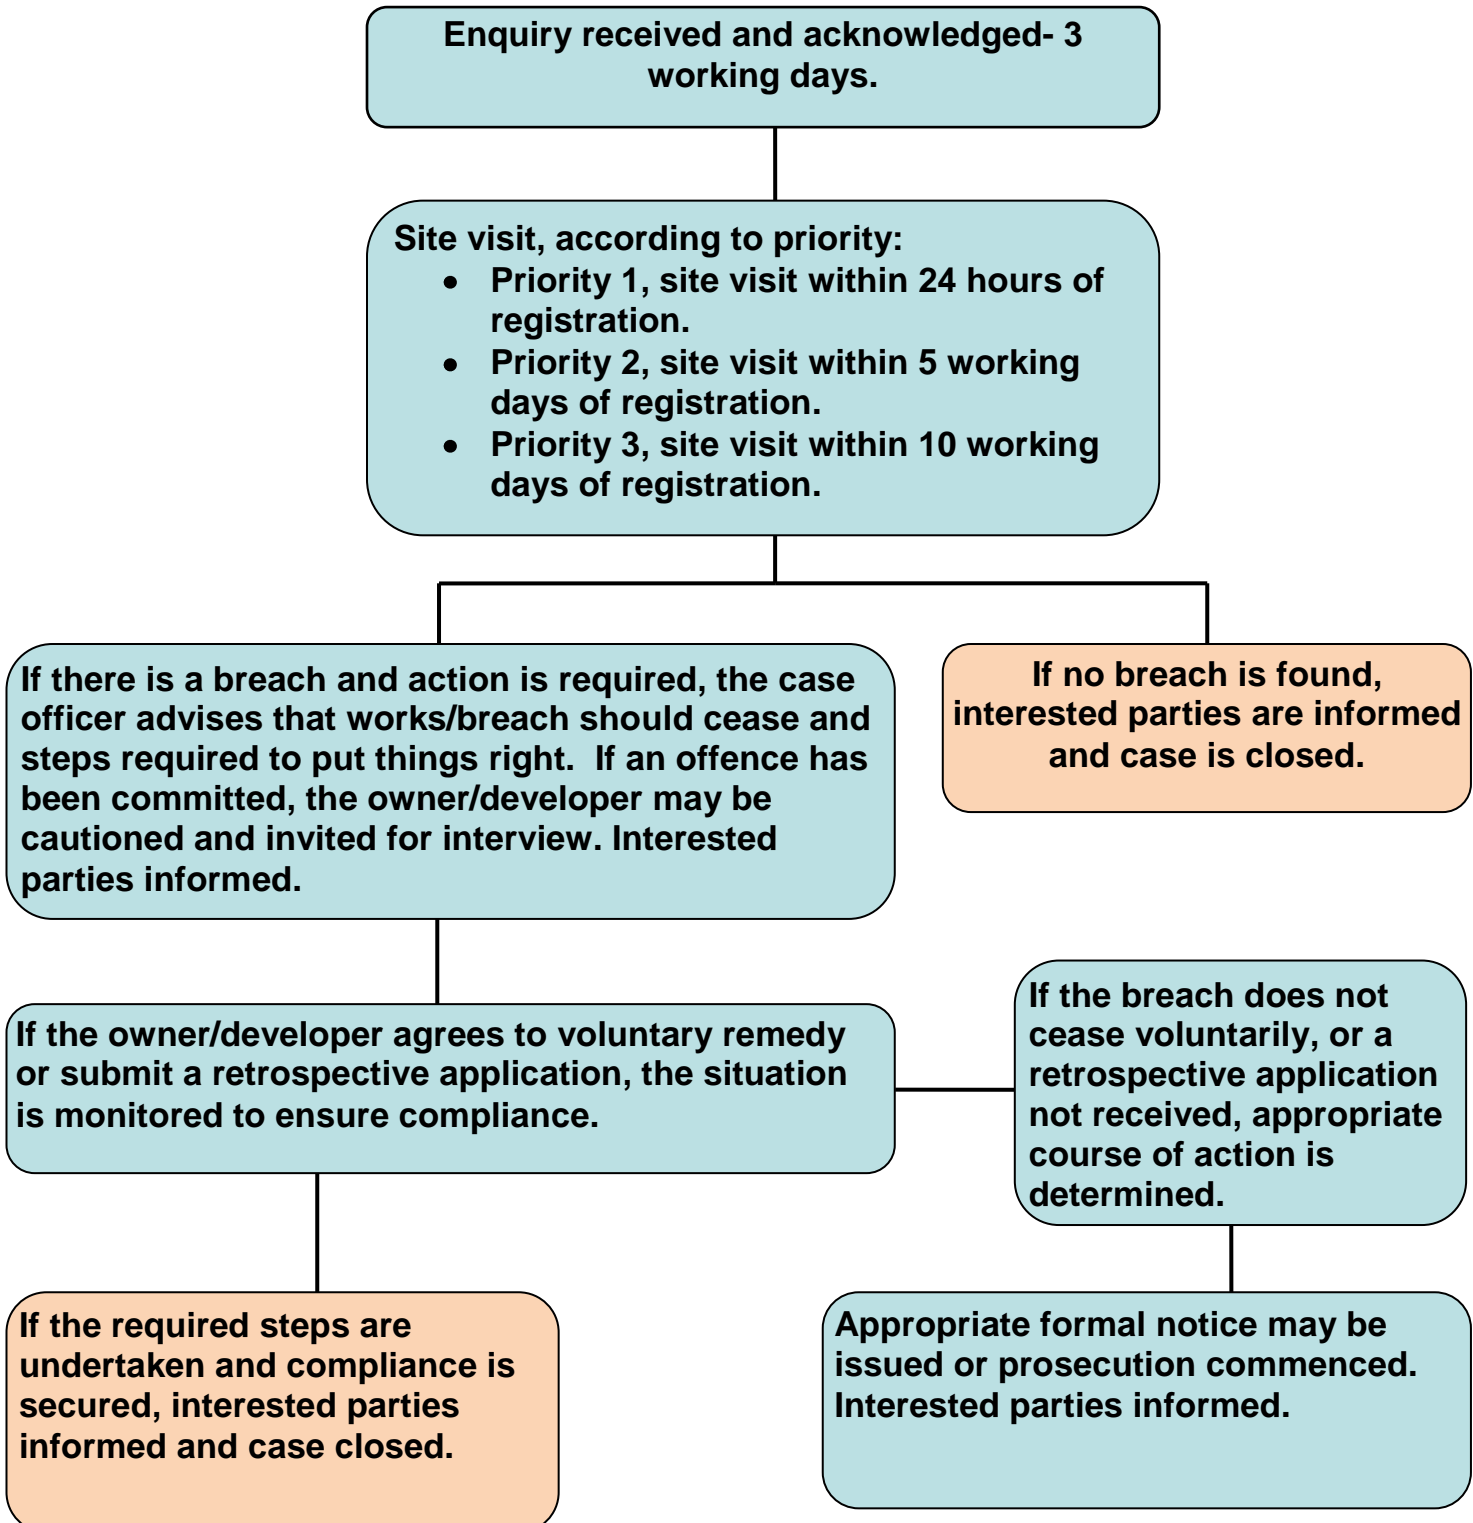 Enquiry received and acknowledged- 3
working days.
Site visit, according to priority:
• Priority 1, site visit within 24 hours of
registration.
• Priority 2, site visit within 5 working
days of registration.
• Priority 3, site visit within 10 working
days of registration.
If there is a breach and action is required, the case
officer advises that works/breach should cease and
steps required to put things right.  If an offence has
been committed, the owner/developer may be
cautioned and invited for interview. Interested
parties informed.
If no breach is found,
interested parties are informed
and case is closed.
If the owner/developer agrees to voluntary remedy
or submit a retrospective application, the situation
is monitored to ensure compliance.
If the breach does not
cease voluntarily, or a
retrospective application
not received, appropriate
course of action is
determined.
If the required steps are
undertaken and compliance is
secured, interested parties
informed and case closed.
Appropriate formal notice may be
issued or prosecution commenced.
Interested parties informed.